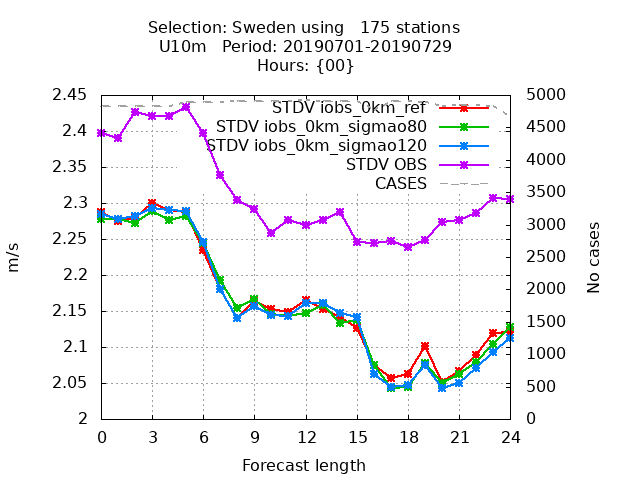 Selection: Sweden using   175 stations
U10m   Period: 20190701-20190729
Hours: {00}
STDV iobs_0km_ref
STDV iobs_0km_sigmao80
STDV iobs_0km_sigmao120
STDV OBS
CASES
2.45
2.4
2.35
2.3
2.25
2.2
2.15
2.1
2.05
2
m/s
5000
4500
4000
3500
3000
2500
2000
1500
1000
500
0
No cases
0 3 6 9 12 15 18 21 24
Forecast length